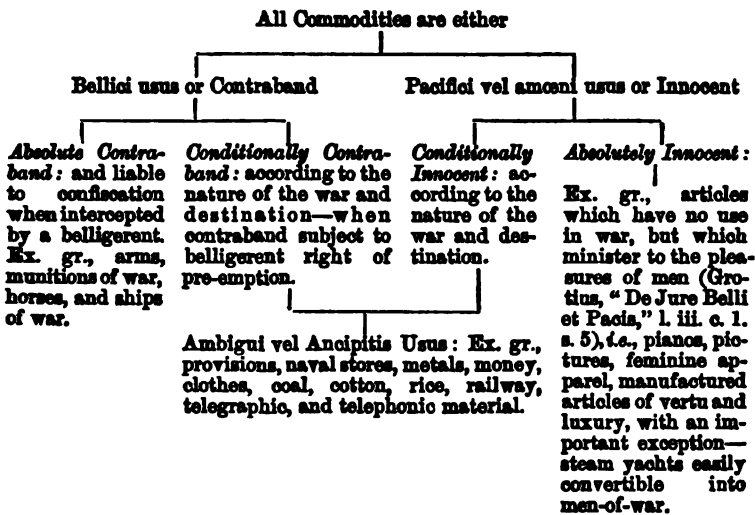 All Commodities are either
Bellici usus or Contraband
Pacifici vel amœni usus or Innocent
Absolute Contra-
band: and liable
to confiscation
when intercepted
by a belligerent.
Ex. gr., arms,
munitions of war,
horses, and ships
of war.
Conditionally Contra-
band: according to the
nature of the war and
destination—when
contraband subject to
belligerent right of
pre-emption.
Conditionally
Innocent: ac-
cording to the
nature of the
war and des-
tination.
Absolutely Innocent:
Ex. gr., articles
which have no use
in war, but which
minister to the plea-
sures of men (Gro-
tius, "De Jure Belli
et Pacis," l. iii. c. 1.
s. 5), i.e., pianos, pic-
tures, feminine ap-
parel, manufactured
articles of vertu and
luxury, with an im-
portant exception—
steam yachts easily
convertible into
men-of-war.
Ambigui vel Ancipitis Usus: Ex. gr.,
provisions, naval stores, metals, money,
clothes, coal, cotton, rice, railway,
telegraphic, and telephonic material.